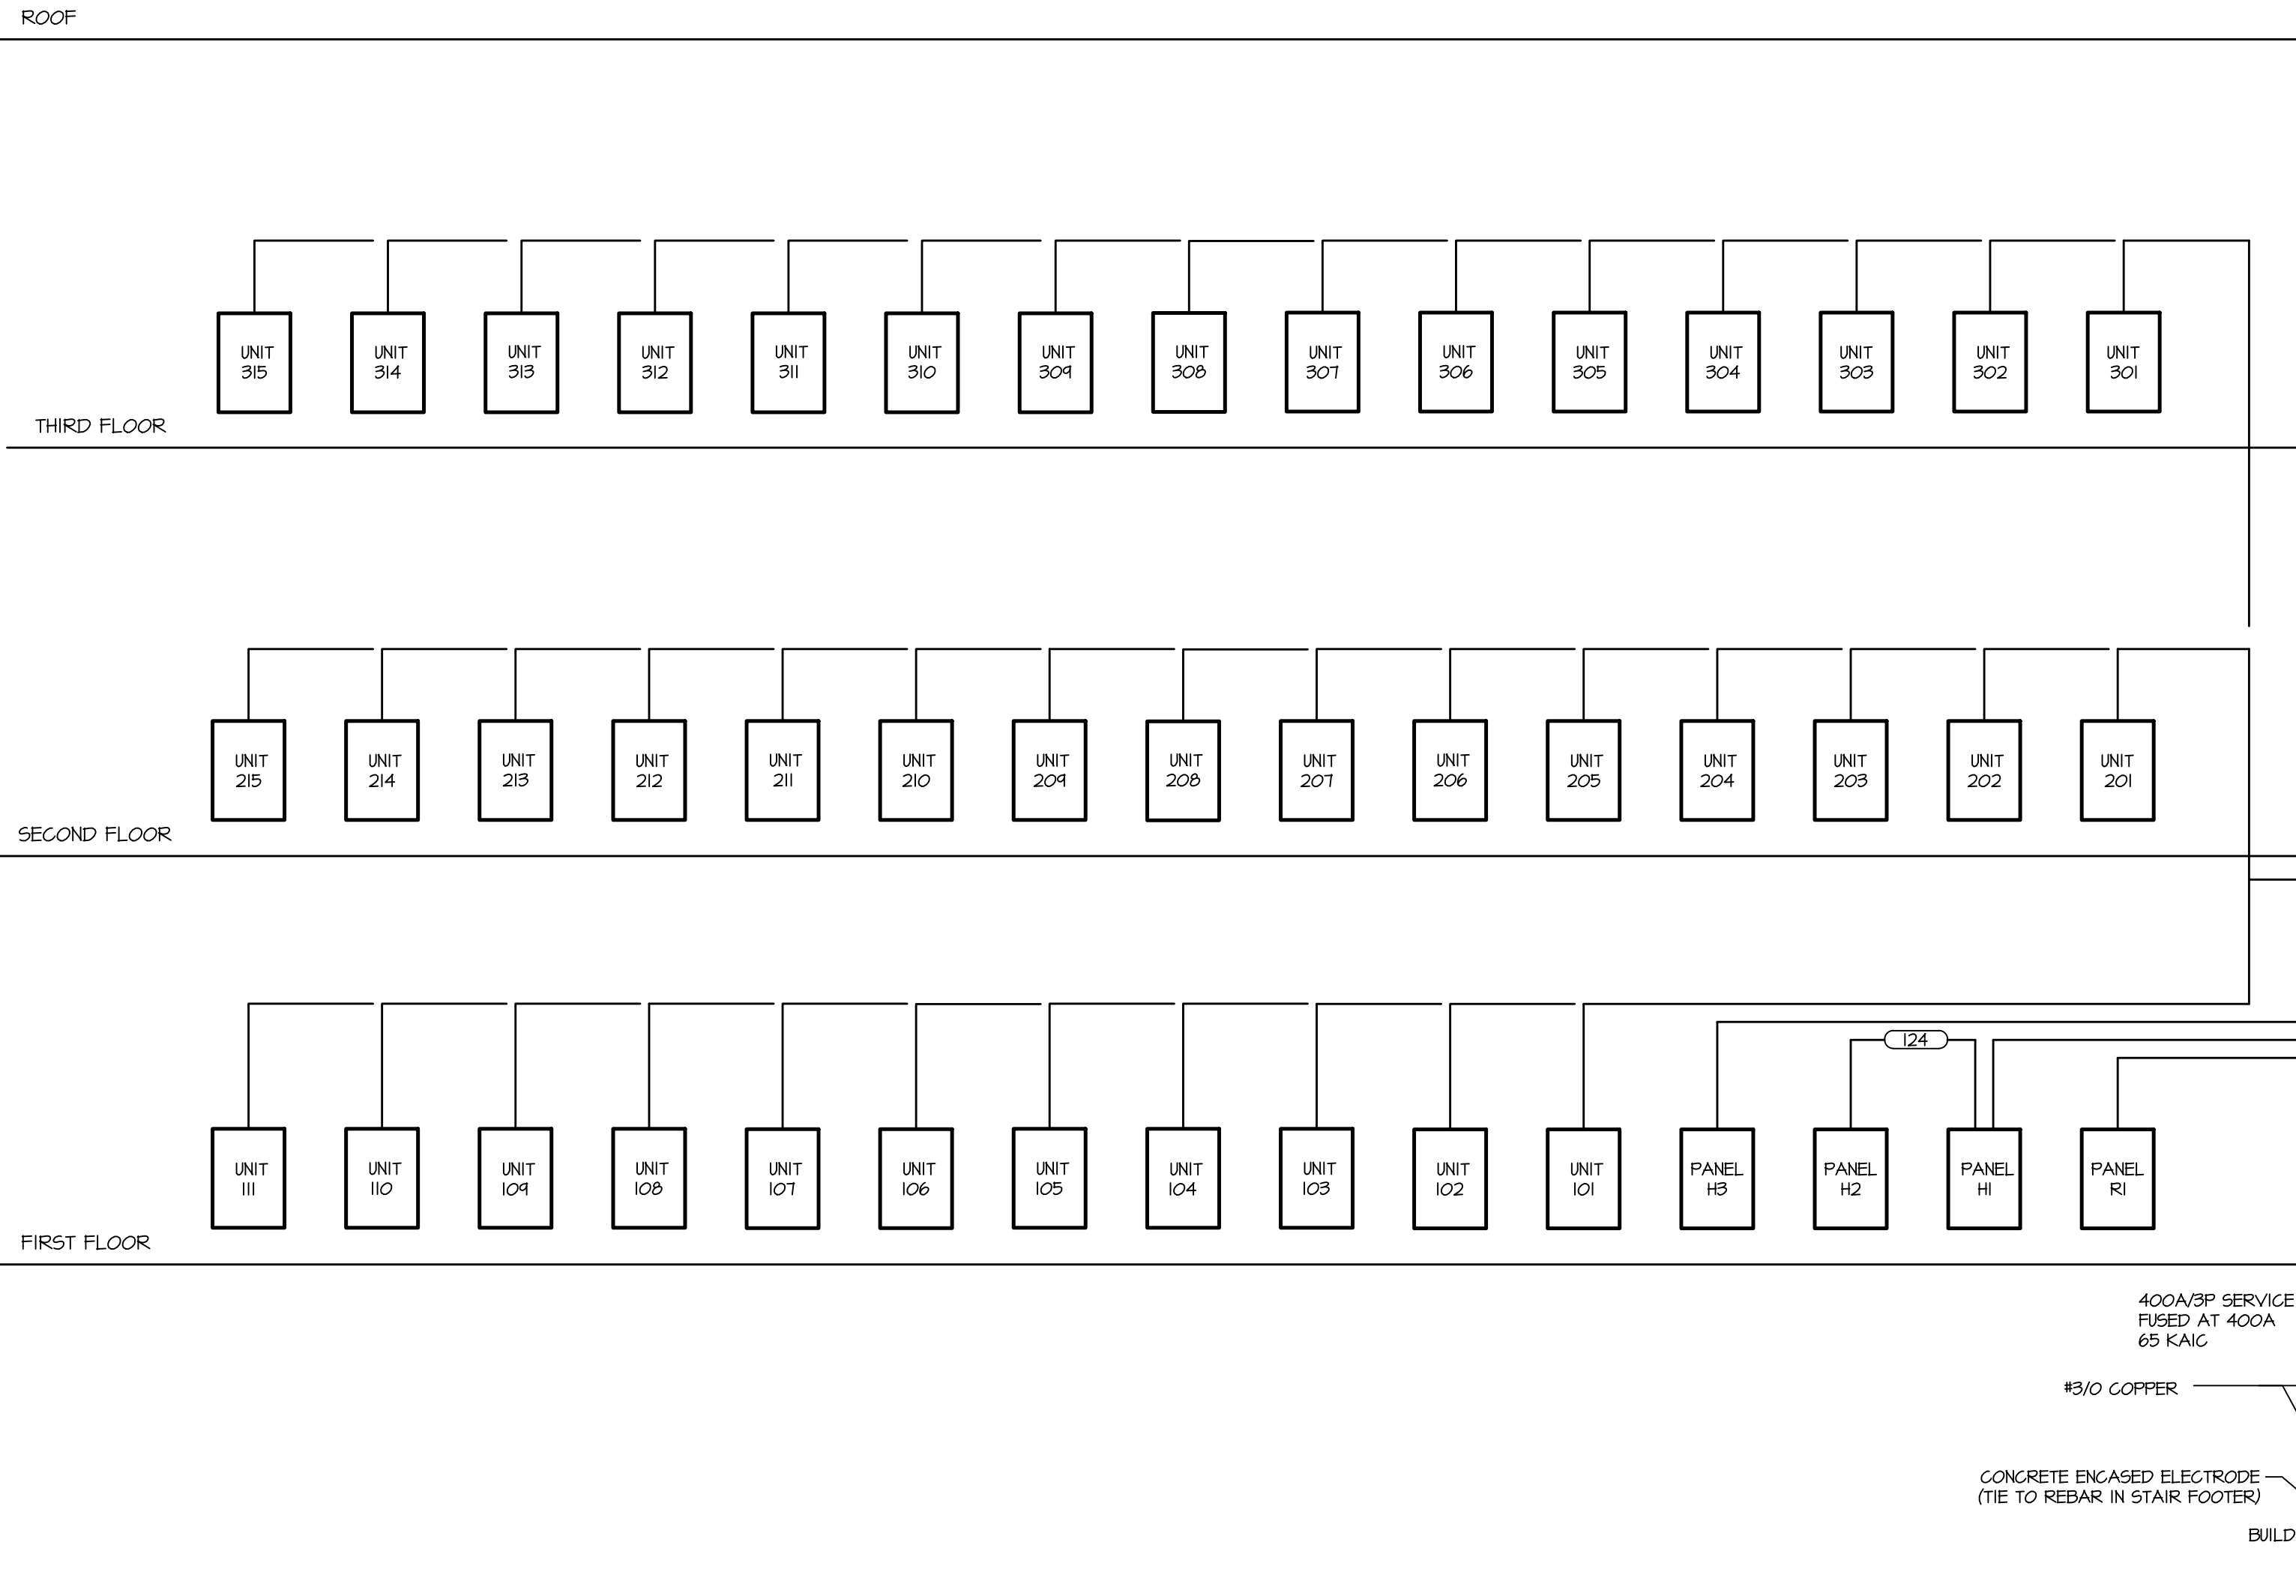 ROOF
UNIT
315
UNIT
314
UNIT
313
UNIT
312
UNIT
311
UNIT
310
UNIT
309
UNIT
308
UNIT
307
UNIT
306
UNIT
305
UNIT
304
UNIT
303
UNIT
302
UNIT
301
THIRD FLOOR
UNIT
215
UNIT
214
UNIT
213
UNIT
212
UNIT
211
UNIT
210
UNIT
209
UNIT
208
UNIT
207
UNIT
206
UNIT
205
UNIT
204
UNIT
203
UNIT
202
UNIT
201
SECOND FLOOR
124
UNIT
111
UNIT
110
UNIT
109
UNIT
108
UNIT
107
UNIT
106
UNIT
105
UNIT
104
UNIT
103
UNIT
102
UNIT
101
PANEL
H3
PANEL
H2
PANEL
H1
PANEL
R1
FIRST FLOOR
400A/3P SERVICE
FUSED AT 400A
65 KAIC
#3/0 COPPER
CONCRETE ENCASED ELECTRODE
(TIE TO REBAR IN STAIR FOOTER)
BUILD